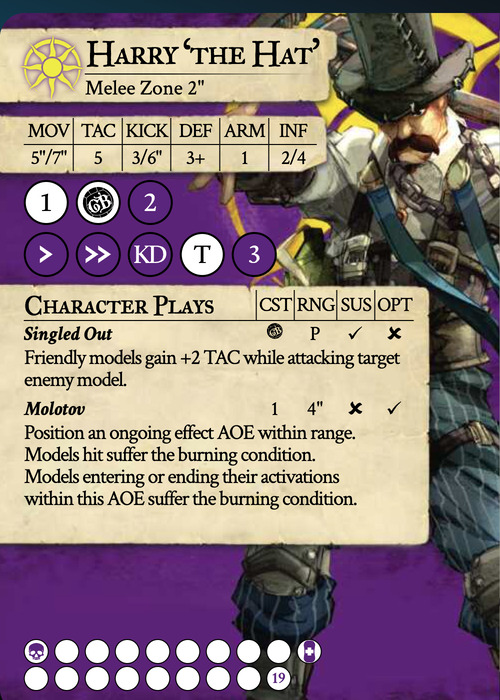 HARRY ‘THE HAT’
Melee Zone 2"
MOV TAC KICK DEF ARM INF
5"/7" 5 3/6" 3+ 1 2/4
1 GB 2
> >> KD T 3
CHARACTER PLAYS CST RNG SUS OPT
Singled Out GB P ✓ ✘
Friendly models gain +2 TAC while attacking target
enemy model.
Molotov 1 4" ✘ ✓
Position an ongoing effect AOE within range.
Models hit suffer the burning condition.
Models entering or ending their activations
within this AOE suffer the burning condition.
19